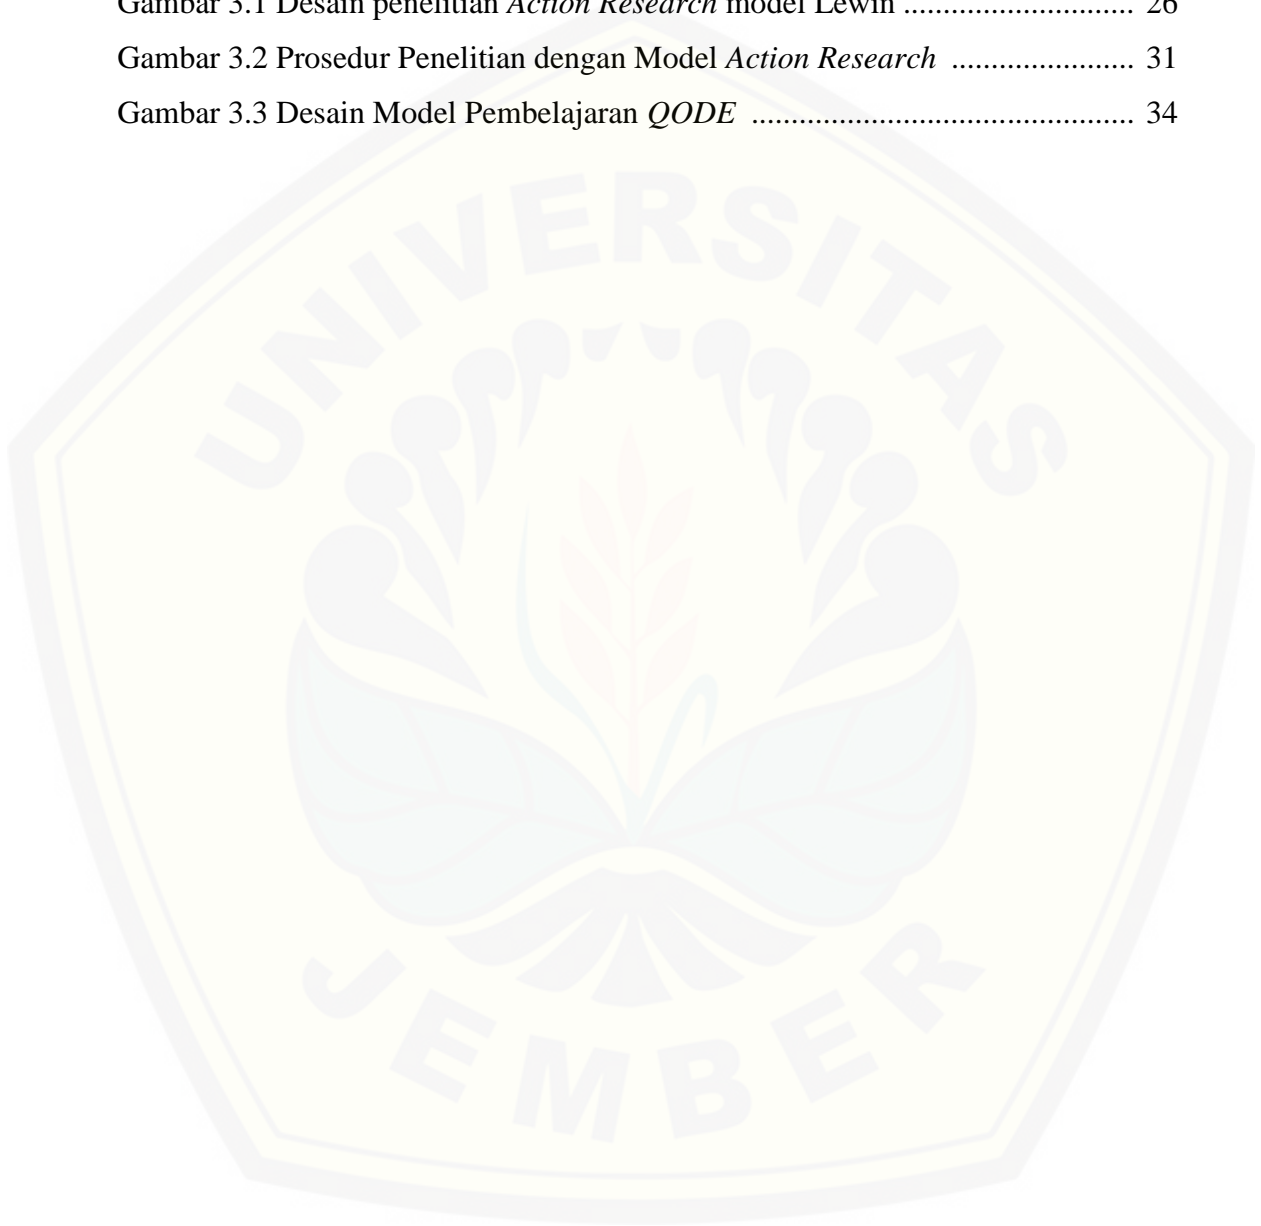 Gambar 3.1 Desain penelitian Action Research model Lewin ............................. 26
Gambar 3.2 Prosedur Penelitian dengan Model Action Research ....................... 31
Gambar 3.3 Desain Model Pembelajaran QODE ................................................ 34
UNIVERSITAS
JEMBER